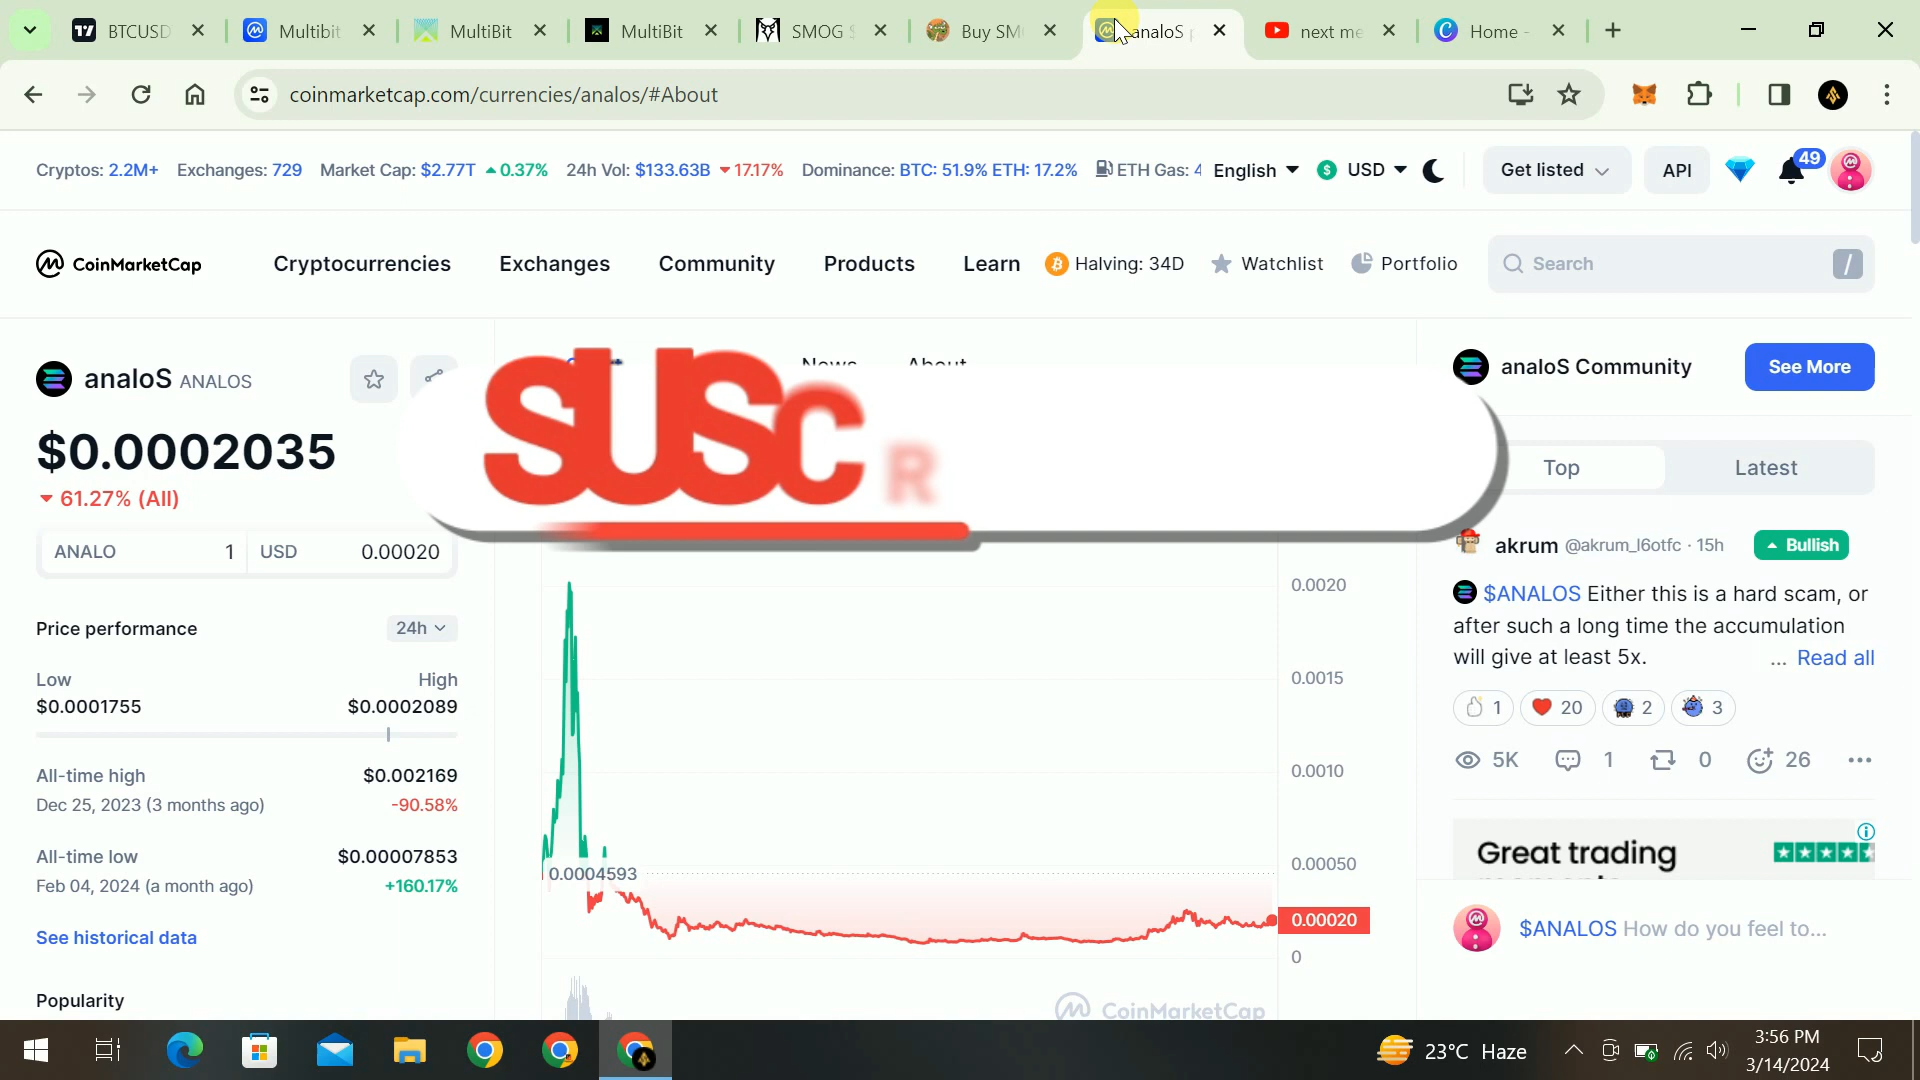 BTCUSD
Multibit
MultiBit
MultiBit
SMOG S
Buy SM
analoS p
next me
Home -
coinmarketcap.com/currencies/analos/#About
Cryptos: 2.2M+ Exchanges: 729 Market Cap: $2.77T 0.37% 24h Vol: $133.63B 17.17% Dominance: BTC: 51.9% ETH: 17.2% ETH Gas: 4 English USD Get listed API 49
CoinMarketCap Cryptocurrencies Exchanges Community Products Learn Halving: 34D Watchlist Portfolio Search /
analoS ANALOS
$0.0002035
61.27% (All)
ANALO 1 USD 0.00020
Price performance 24h
Low High
$0.0001755 $0.0002089
All-time high $0.002169
Dec 25, 2023 (3 months ago) -90.58%
All-time low $0.00007853
Feb 04, 2024 (a month ago) +160.17%
See historical data
Popularity
News About
SUSCR
0.0020
0.0015
0.0010
0.00050
0.0004593
0.00020
0
CoinMarketCap
analoS Community See More
Top Latest
akrum @akrum_l6otfc · 15h Bullish
$ANALOS Either this is a hard scam, or
after such a long time the accumulation
will give at least 5x. ... Read all
1 20 2 3
5K 1 0 26
Great trading
$ANALOS How do you feel to...
23°C Haze
3:56 PM
3/14/2024